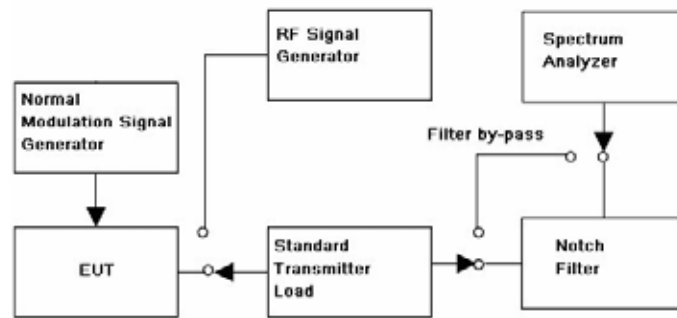 RF Signal
Generator
Spectrum
Analyzer
Normal
Modulation Signal
Generator
Filter by-pass
EUT
Standard
Transmitter
Load
Notch
Filter